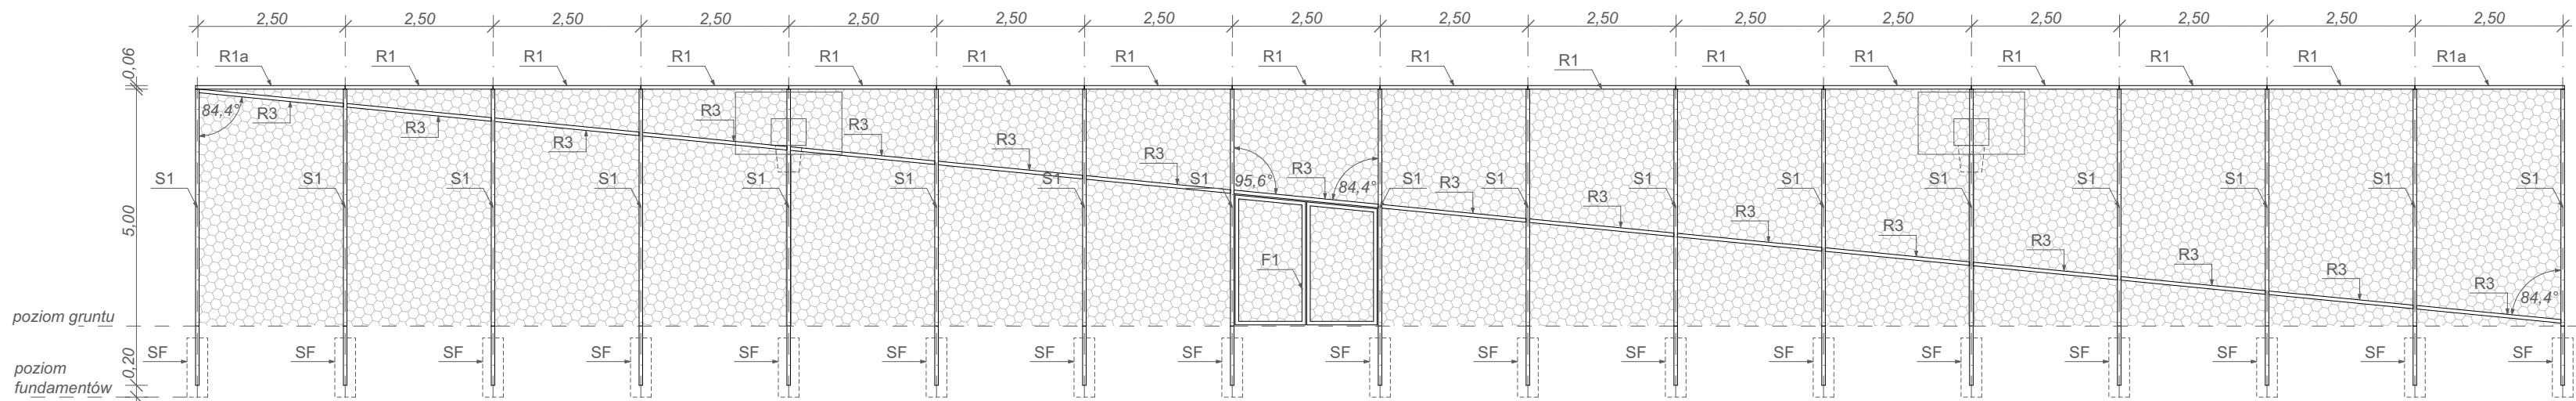 2,50 2,50 2,50 2,50 2,50 2,50 2,50 2,50 2,50 2,50 2,50 2,50 2,50 2,50 2,50 2,50
0,06
R1a R1 R1 R1 R1 R1 R1 R1 R1 R1 R1 R1 R1 R1 R1 R1a
84,4° R3 R3 R3 R3 R3 R3 R3
95,6° R3 84,4°
R3 R3 R3 R3 R3 R3 R3 R3
84,4°
S1 S1 S1 S1 S1 S1 S1 S1 S1 S1 S1 S1 S1 S1 S1 S1 S1
5,00
F1
poziom gruntu
SF SF SF SF SF SF SF SF SF SF SF SF SF SF SF SF SF
0,20
poziom
fundamentów